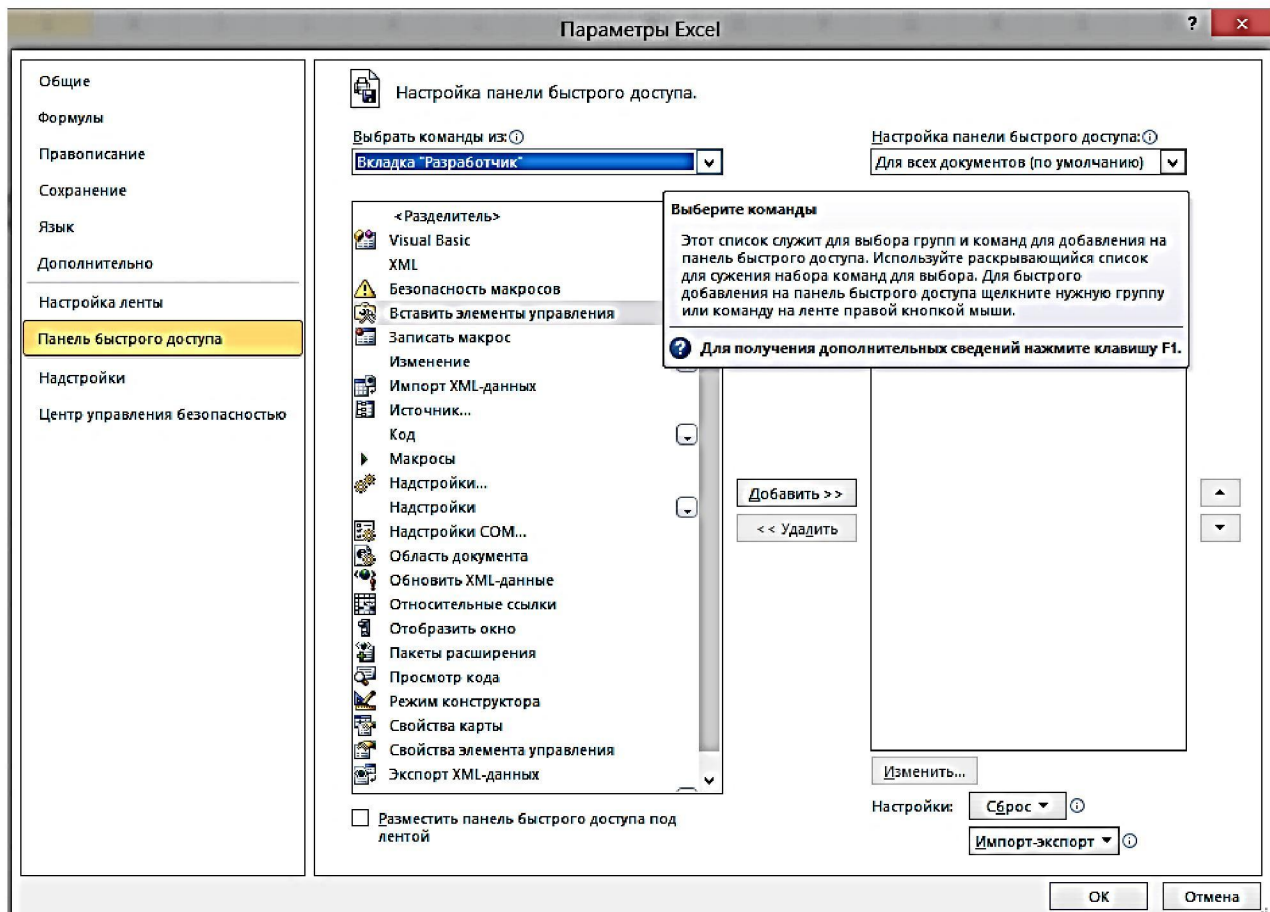 Параметры Excel
?
Общие
Формулы
Правописание
Сохранение
Язык
Дополнительно
Настройка ленты
Панель быстрого доступа
Надстройки
Центр управления безопасностью
Настройка панели быстрого доступа.
Выбрать команды из:
Вкладка "Разработчик"
<Разделитель>
Visual Basic
XML
Безопасность макросов
Вставить элементы управления
Записать макрос
Изменение
Импорт XML-данных
Источник...
Код
Макросы
Надстройки...
Надстройки
Надстройки COM...
Область документа
Обновить XML-данные
Относительные ссылки
Отобразить окно
Пакеты расширения
Просмотр кода
Режим конструктора
Свойства карты
Свойства элемента управления
Экспорт XML-данных
Разместить панель быстрого доступа под
лентой
Добавить >>
<< Удалить
Настройка панели быстрого доступа:
Для всех документов (по умолчанию)
Выберите команды
Этот список служит для выбора групп и команд для добавления на
панель быстрого доступа. Используйте раскрывающийся список
для сужения набора команд для выбора. Для быстрого
добавления на панель быстрого доступа щелкните нужную группу
или команду на ленте правой кнопкой мыши.
? Для получения дополнительных сведений нажмите клавишу F1.
Изменить...
Настройки: Сброс
Импорт-экспорт
ОК
Отмена